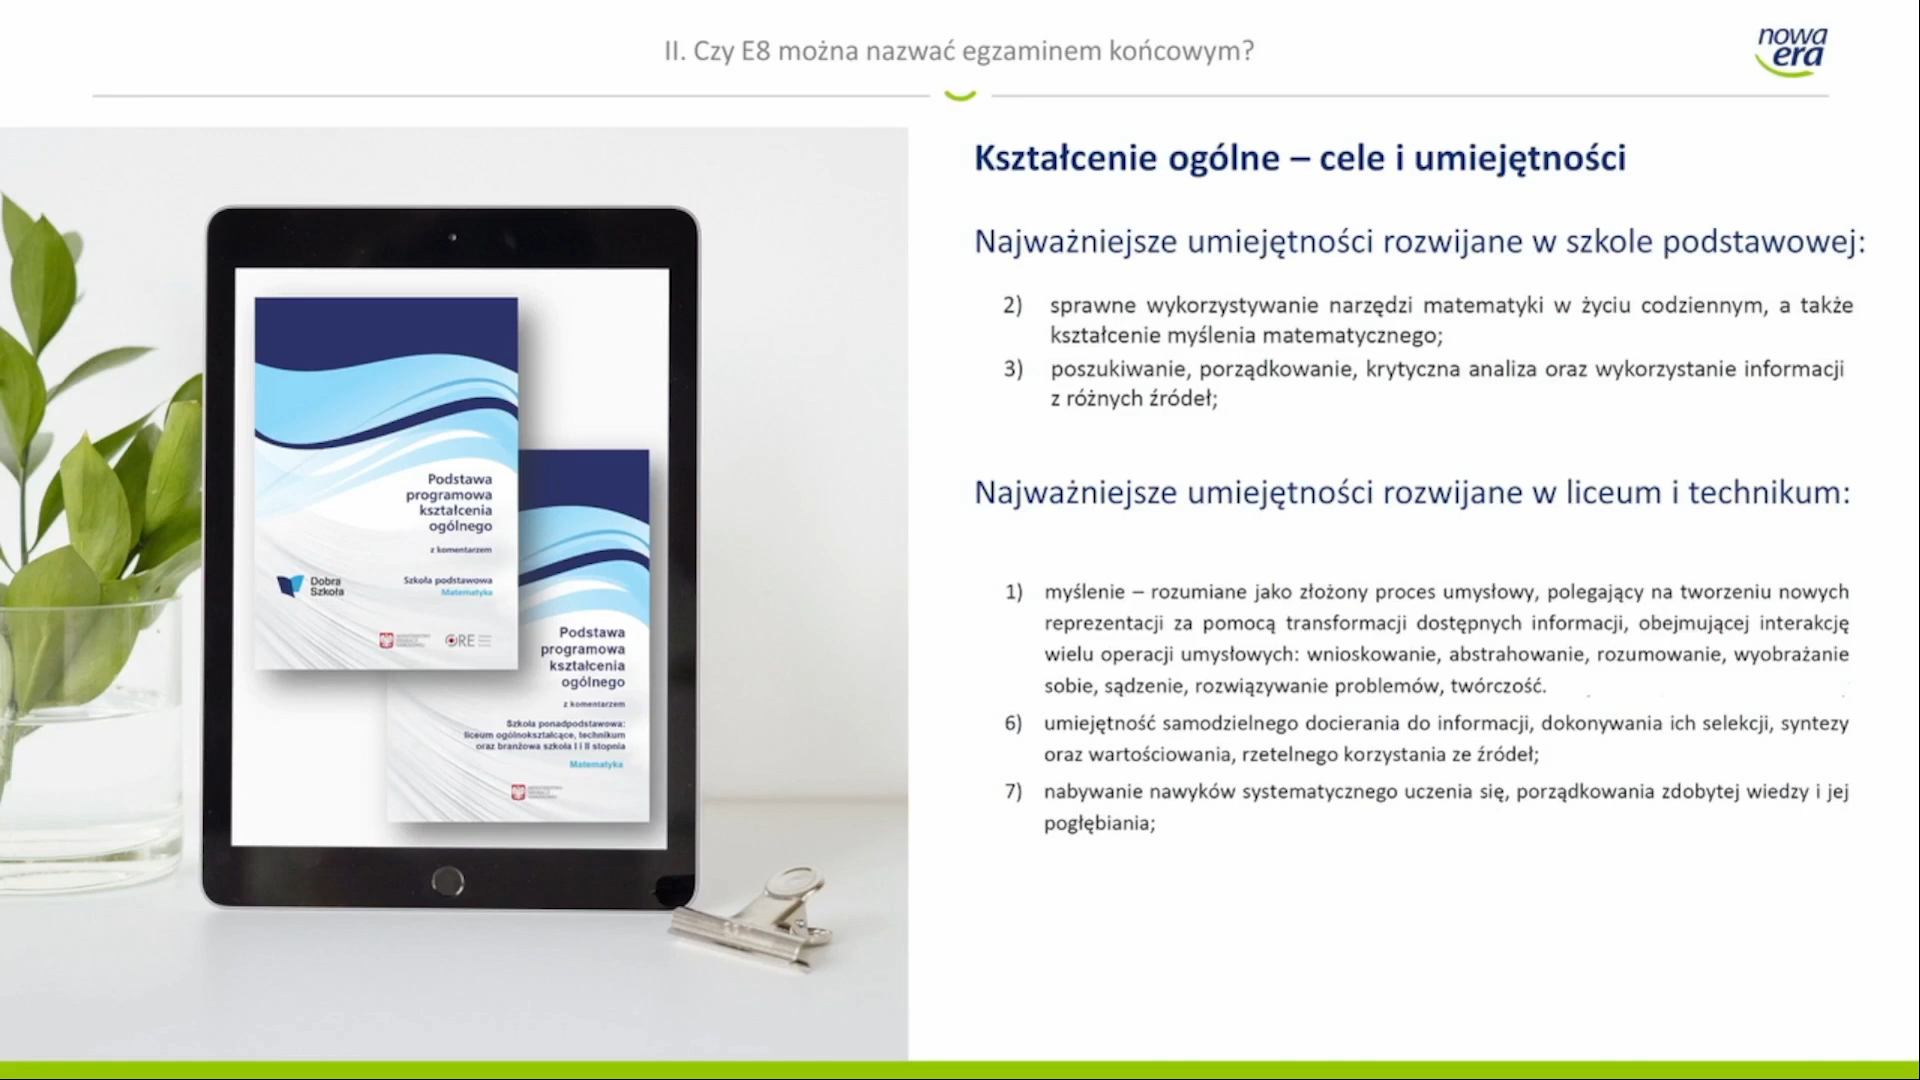 II. Czy E8 można nazwać egzaminem końcowym?
nowa
era
Kształcenie ogólne – cele i umiejętności
Najważniejsze umiejętności rozwijane w szkole podstawowej:
2) sprawne wykorzystywanie narzędzi matematyki w życiu codziennym, a także
kształcenie myślenia matematycznego;
3) poszukiwanie, porządkowanie, krytyczna analiza oraz wykorzystanie informacji
z różnych źródeł;
Najważniejsze umiejętności rozwijane w liceum i technikum:
1) myślenie – rozumiane jako złożony proces umysłowy, polegający na tworzeniu nowych
reprezentacji za pomocą transformacji dostępnych informacji, obejmującej interakcję
wielu operacji umysłowych: wnioskowanie, abstrahowanie, rozumowanie, wyobrażanie
sobie, sądzenie, rozwiązywanie problemów, twórczość.
6) umiejętność samodzielnego docierania do informacji, dokonywania ich selekcji, syntezy
oraz wartościowania, rzetelnego korzystania ze źródeł;
7) nabywanie nawyków systematycznego uczenia się, porządkowania zdobytej wiedzy i jej
pogłębiania;
Podstawa
programowa
kształcenia
ogólnego
z komentarzem
Szkoła podstawowa
Matematyka
Dobra
Szkoła
ORE
Podstawa
programowa
kształcenia
ogólnego
z komentarzem
Szkoła ponadpodstawowa:
liceum ogólnokształcące, technikum
oraz branżowa szkoła I i II stopnia
Matematyka